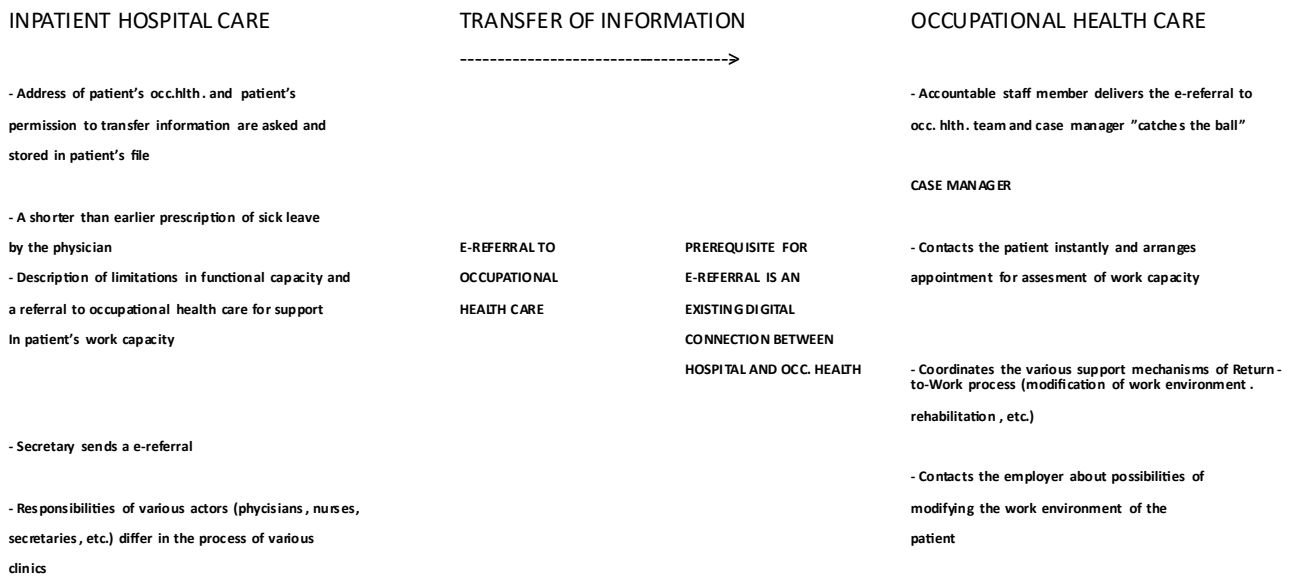 INPATIENT HOSPITAL CARE
- Address of patient’s occ.hlth. and patient’s
permission to transfer information are asked and
stored in patient’s file
- A shorter than earlier prescription of sick leave
by the physician
- Description of limitations in functional capacity and
a referral to occupational health care for support
In patient’s work capacity
- Secretary sends a e-referral
- Responsibilities of various actors (phycisians, nurses,
secretaries, etc.) differ in the process of various
clinics
TRANSFER OF INFORMATION
------------------------------------>
E-REFERRAL TO
OCCUPATIONAL
HEALTH CARE
PREREQUISITE FOR
E-REFERRAL IS AN
EXISTING DIGITAL
CONNECTION BETWEEN
HOSPITAL AND OCC. HEALTH
OCCUPATIONAL HEALTH CARE
- Accountable staff member delivers the e-referral to
occ. hlth. team and case manager ”catches the ball”
CASE MANAGER
- Contacts the patient instantly and arranges
appointment for assesment of work capacity
- Coordinates the various support mechanisms of Return-
to-Work process (modification of work environment.
rehabilitation, etc.)
- Contacts the employer about possibilities of
modifying the work environment of the
patient